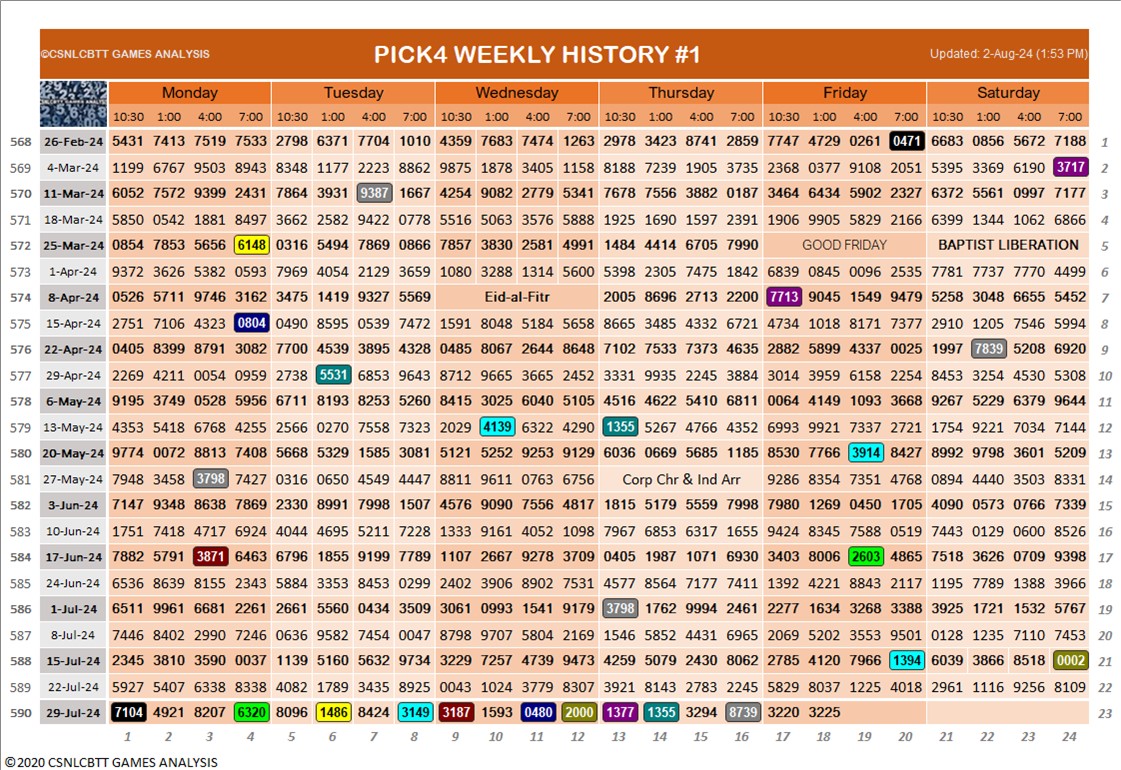 ©CSNLCBTT GAMES ANALYSIS PICK4 WEEKLY HISTORY #1 Updated: 2-Aug-24 (1:53 PM)
CSNLCBTT GAMES ANALYSIS Monday Tuesday Wednesday Thursday Friday Saturday
10:30 1:00 4:00 7:00 10:30 1:00 4:00 7:00 10:30 1:00 4:00 7:00 10:30 1:00 4:00 7:00 10:30 1:00 4:00 7:00 10:30 1:00 4:00 7:00
568 26-Feb-24 5431 7413 7519 7533 2798 6371 7704 1010 4359 7683 7474 1263 2978 3423 8741 2859 7747 4729 0261 0471 6683 0856 5672 7188 1
569 4-Mar-24 1199 6767 9503 8943 8348 1177 2223 8862 9875 1878 3405 1158 8188 7239 1905 3735 2368 0377 9108 2051 5395 3369 6190 3717 2
570 11-Mar-24 6052 7572 9399 2431 7864 3931 9387 1667 4254 9082 2779 5341 7678 7556 3882 0187 3464 6434 5902 2327 6372 5561 0997 7177 3
571 18-Mar-24 5850 0542 1881 8497 3662 2582 9422 0778 5516 5063 3576 5888 1925 1690 1597 2391 1906 9905 5829 2166 6399 1344 1062 6866 4
572 25-Mar-24 0854 7853 5656 6148 0316 5494 7869 0866 7857 3830 2581 4991 1484 4414 6705 7990 GOOD FRIDAY BAPTIST LIBERATION 5
573 1-Apr-24 9372 3626 5382 0593 7969 4054 2129 3659 1080 3288 1314 5600 5398 2305 7475 1842 6839 0845 0096 2535 7781 7737 7770 4499 6
574 8-Apr-24 0526 5711 9746 3162 3475 1419 9327 5569 Eid-al-Fitr 2005 8696 2713 2200 7713 9045 1549 9479 5258 3048 6655 5452 7
575 15-Apr-24 2751 7106 4323 0804 0490 8595 0539 7472 1591 8048 5184 5658 8665 3485 4332 6721 4734 1018 8171 7377 2910 1205 7546 5994 8
576 22-Apr-24 0405 8399 8791 3082 7700 4539 3895 4328 0485 8067 2644 8648 7102 7533 7373 4635 2882 5899 4337 0025 1997 7839 5208 6920 9
577 29-Apr-24 2269 4211 0054 0959 2738 5531 6853 9643 8712 9665 3665 2452 3331 9935 2245 3884 3014 3959 6158 2254 8453 3254 4530 5308 10
578 6-May-24 9195 3749 0528 5956 6711 8193 8253 5260 8415 3025 6040 5105 4516 4622 5410 6811 0064 4149 1093 3668 9267 5229 6379 9644 11
579 13-May-24 4353 5418 6768 4255 2566 0270 7558 7323 2029 4139 6322 4290 1355 5267 4766 4352 6993 9921 7337 2721 1754 9221 7034 7144 12
580 20-May-24 9774 0072 8813 7408 5668 5329 1585 3081 5121 5252 9253 9129 6036 0669 5685 1185 8530 7766 3914 8427 8992 9798 3601 5209 13
581 27-May-24 7948 3458 3798 7427 0316 0650 4549 4447 8811 9611 0763 6756 Corp Chr & Ind Arr 9286 8354 7351 4768 0894 4440 3503 8331 14
582 3-Jun-24 7147 9348 8638 7869 2330 8991 7998 1507 4576 9090 7556 4817 1815 5179 5559 7998 7980 1269 0450 1705 4090 0573 0766 7339 15
583 10-Jun-24 1751 7418 4717 6924 4044 4695 5211 7228 1333 9161 4052 1098 7967 6853 6317 1655 9424 8345 7588 0519 7443 0129 0600 8526 16
584 17-Jun-24 7882 5791 3871 6463 6796 1855 9199 7789 1107 2667 9278 3709 0405 1987 1071 6930 3403 8006 2603 4865 7518 3626 0709 9398 17
585 24-Jun-24 6536 8639 8155 2343 5884 3353 8453 0299 2402 3906 8902 7531 4577 8564 7177 7411 1392 4221 8843 2117 1195 7789 1388 3966 18
586 1-Jul-24 6511 9961 6681 2261 2661 5560 0434 3509 3061 0993 1541 9179 3798 1762 9994 2461 2277 1634 3268 3388 3925 1721 1532 5767 19
587 8-Jul-24 7446 8402 2990 7246 0636 9582 7454 0047 8798 9707 5804 2169 1546 5852 4431 6965 2069 5202 3553 9501 0128 1235 7110 7453 20
588 15-Jul-24 2345 3810 3590 0037 1139 5160 5632 9734 3229 7257 4739 9473 4259 5079 2430 8062 2785 4120 7966 1394 6039 3866 8518 0002 21
589 22-Jul-24 5927 5407 6338 8338 4082 1789 3435 8925 0043 1024 3779 8307 3921 8143 2783 2245 5829 8037 1225 4018 2961 1116 9256 8109 22
590 29-Jul-24 7104 4921 8207 6320 8096 1486 8424 3149 3187 1593 0480 2000 1377 1355 3294 8739 3220 3225 23
1 2 3 4 5 6 7 8 9 10 11 12 13 14 15 16 17 18 19 20 21 22 23 24
©2020 CSNLCBTT GAMES ANALYSIS